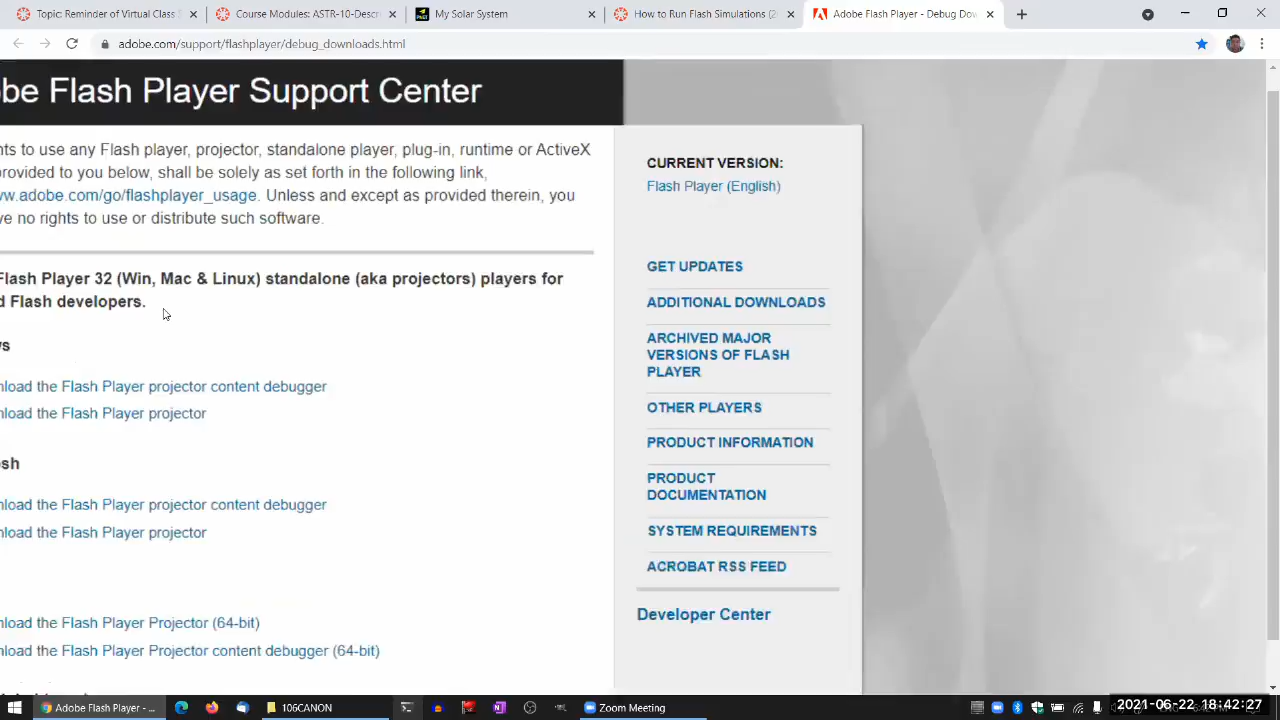 Topic: Reminder of Virtual Class
Course Modules: ASTR-10-Descr
My Solar System
How to Run Flash Simulations (2
Adobe Flash Player - Debug Dow
adobe.com/support/flashplayer/debug_downloads.html
be Flash Player Support Center
nts to use any Flash player, projector, standalone player, plug-in, runtime or ActiveX
provided to you below, shall be solely as set forth in the following link,
ww.adobe.com/go/flashplayer_usage. Unless and except as provided therein, you
ve no rights to use or distribute such software.
Flash Player 32 (Win, Mac & Linux) standalone (aka projectors) players for
d Flash developers.
ws
nload the Flash Player projector content debugger
nload the Flash Player projector
osh
nload the Flash Player projector content debugger
nload the Flash Player projector
nload the Flash Player Projector (64-bit)
nload the Flash Player Projector content debugger (64-bit)
CURRENT VERSION:
Flash Player (English)
GET UPDATES
ADDITIONAL DOWNLOADS
ARCHIVED MAJOR
VERSIONS OF FLASH
PLAYER
OTHER PLAYERS
PRODUCT INFORMATION
PRODUCT
DOCUMENTATION
SYSTEM REQUIREMENTS
ACROBAT RSS FEED
Developer Center
Adobe Flash Player - ...
106CANON
Zoom Meeting
2021-06-22 18:42:27